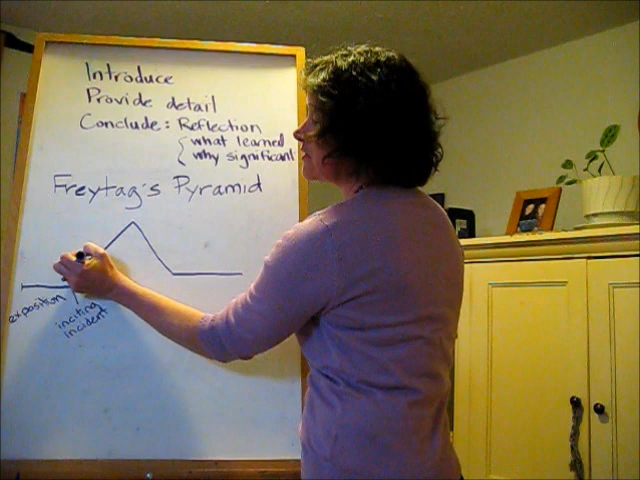 Introduce
Provide detail
Conclude: Reflection
what learned
why significant
Freytag's Pyramid
exposition
inciting
incident